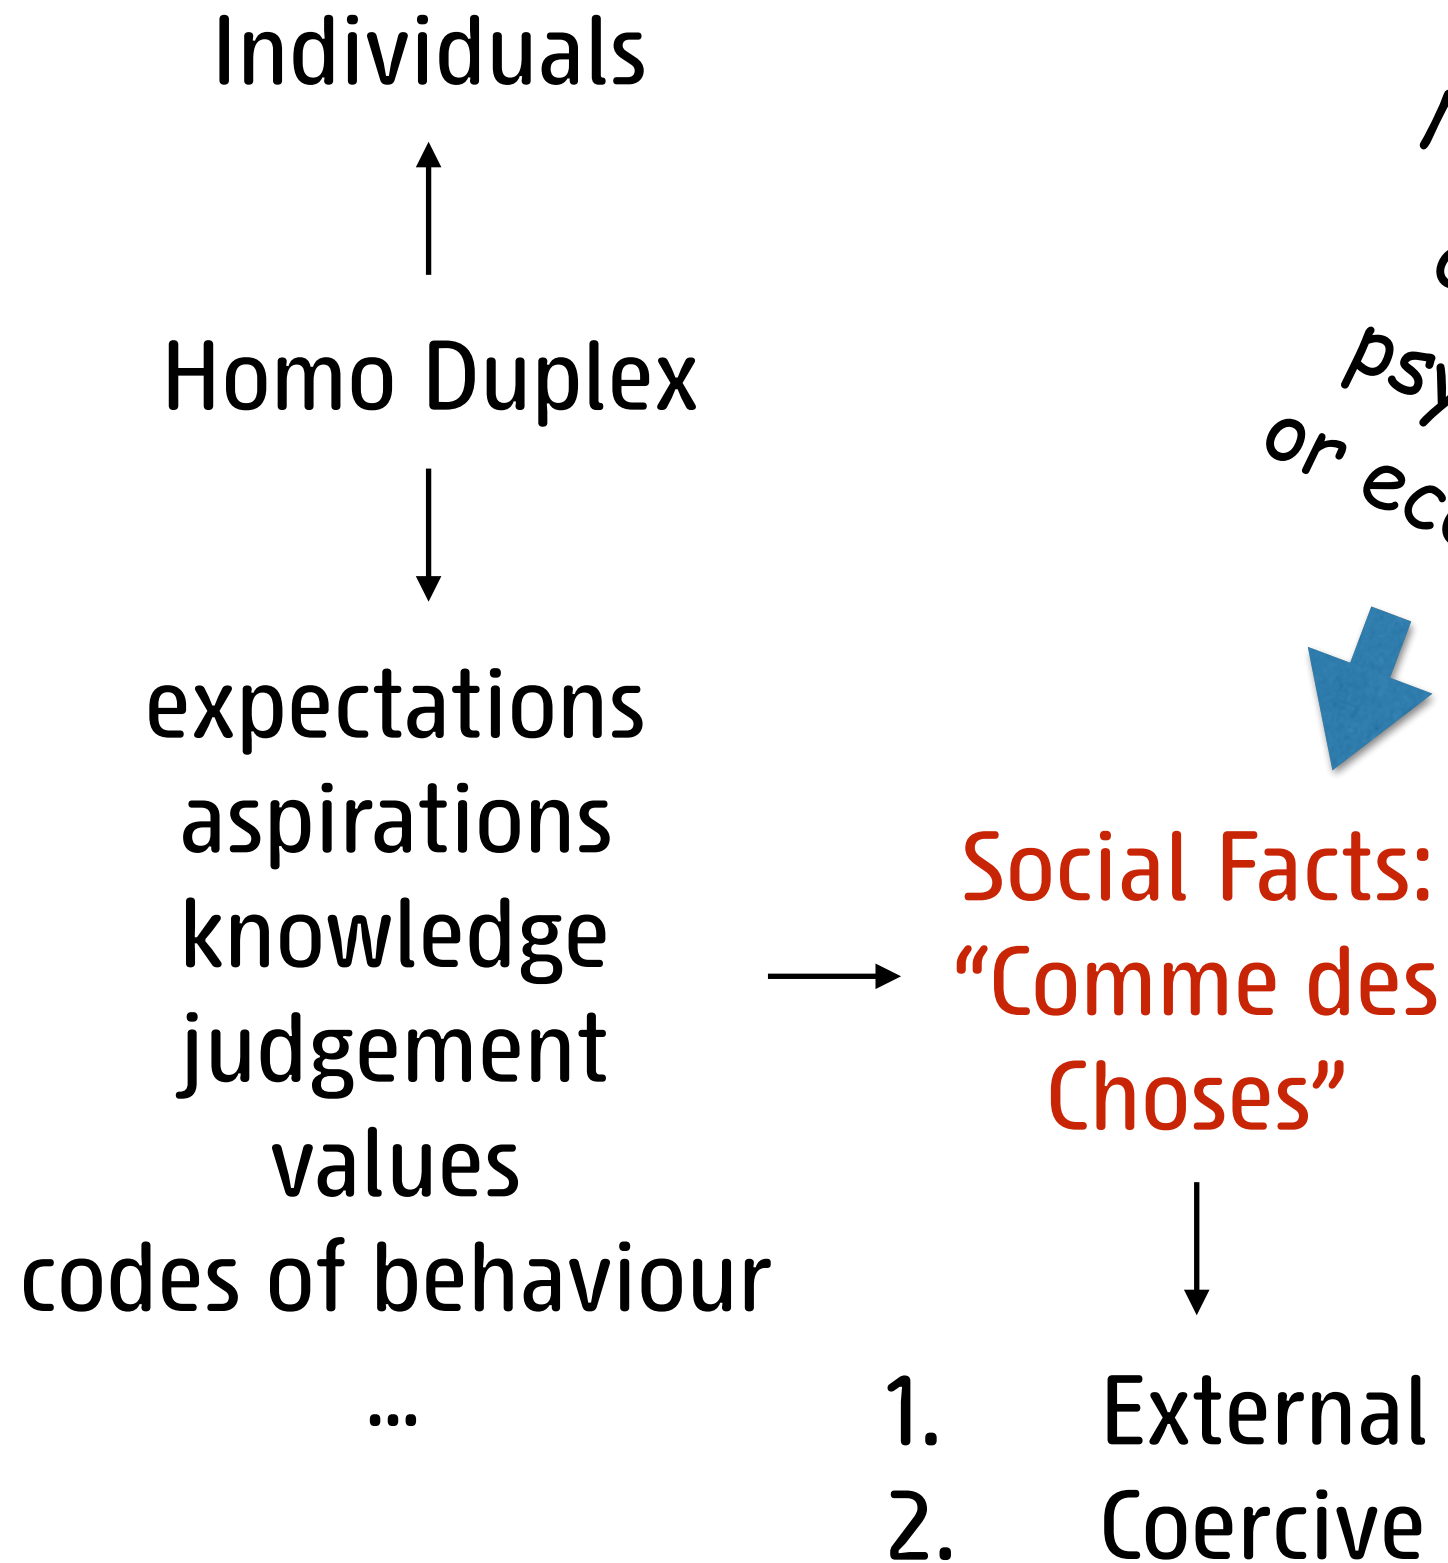 Individuals
Homo Duplex
expectations
aspirations
knowledge
judgement
values
codes of behaviour
...
or
Social Facts:
“Comme des
Choses”
1. External
2. Coercive